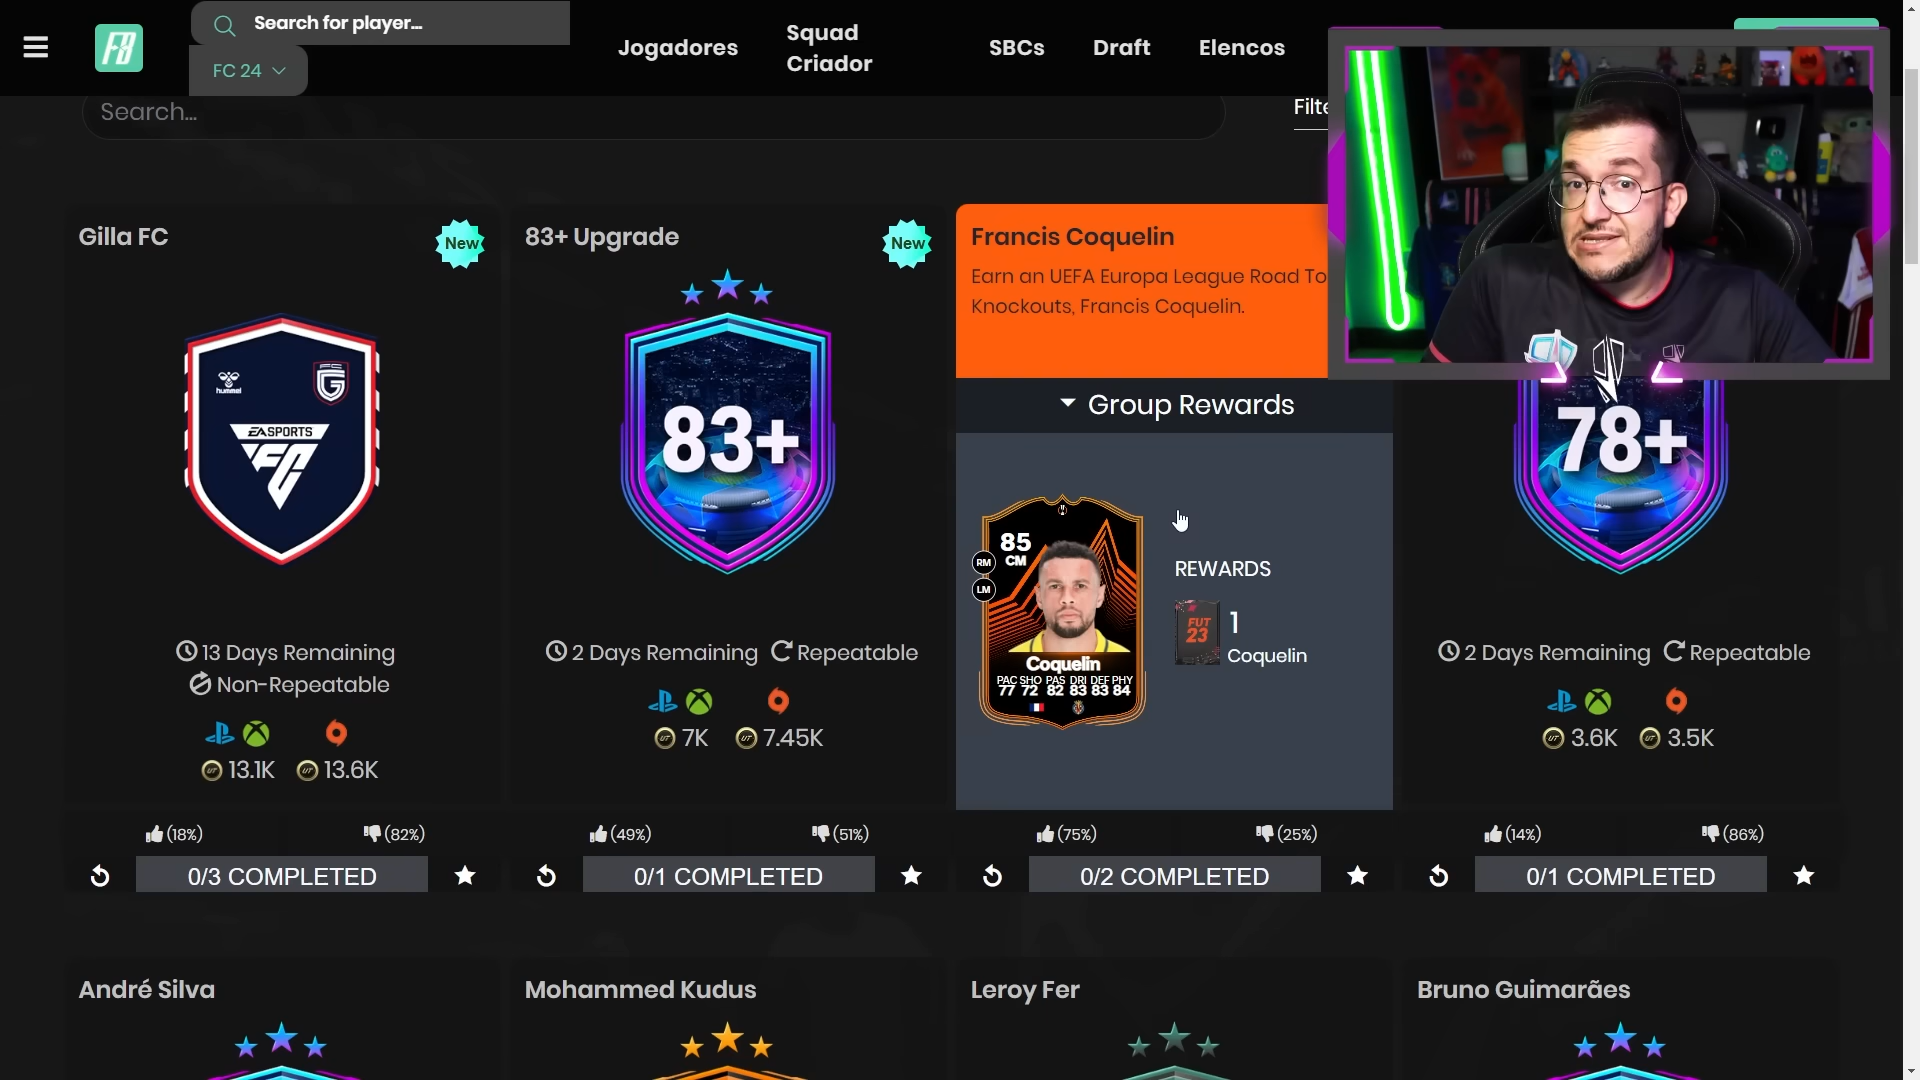 Search for player...
FC 24
Jogadores
Squad
Criador
SBCs
Draft
Elencos
Search...
Filte
Gilla FC
New
hummel
FC
G
EA SPORTS
FC
13 Days Remaining
Non-Repeatable
13.1K
13.6K
(18%)
(82%)
0/3 COMPLETED
83+ Upgrade
New
83+
2 Days Remaining
Repeatable
7K
7.45K
(49%)
(51%)
0/1 COMPLETED
Francis Coquelin
Earn an UEFA Europa League Road To
Knockouts, Francis Coquelin.
Group Rewards
85
CM
RM
LM
Coquelin
PAC SHO PAS DRI DEF PHY
77 72 82 83 83 84
REWARDS
FUT
23
1
Coquelin
(75%)
(25%)
0/2 COMPLETED
78+
2 Days Remaining
Repeatable
3.6K
3.5K
(14%)
(86%)
0/1 COMPLETED
André Silva
Mohammed Kudus
Leroy Fer
Bruno Guimarães